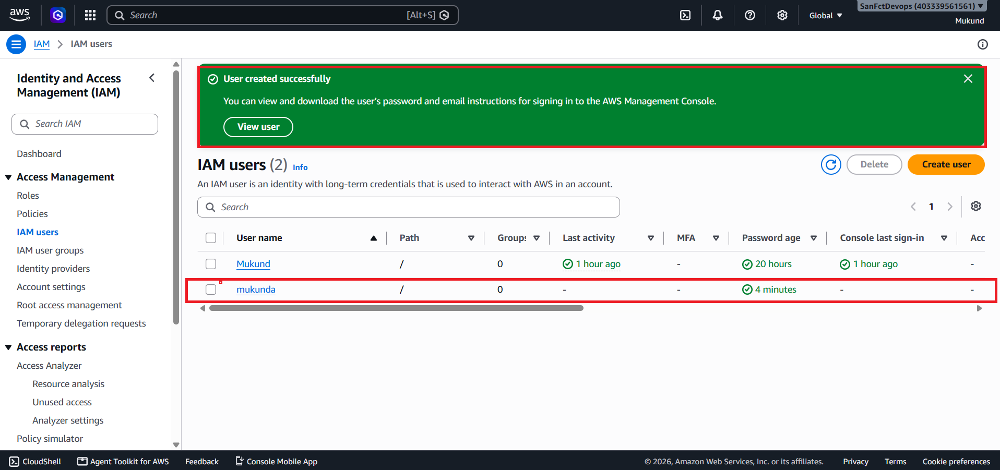 aws
Search [Alt+S]
Global
SanFctDevops (403339561561)
Mukund
IAM
IAM users
Identity and Access Management (IAM)
Search IAM
Dashboard
Access Management
Roles
Policies
IAM users
IAM user groups
Identity providers
Account settings
Root access management
Temporary delegation requests
Access reports
Access Analyzer
Resource analysis
Unused access
Analyzer settings
Policy simulator
User created successfully
You can view and download the user's password and email instructions for signing in to the AWS Management Console.
View user
IAM users (2) Info
Delete
Create user
An IAM user is an identity with long-term credentials that is used to interact with AWS in an account.
Search
1
User name Path Groups Last activity MFA Password age Console last sign-in Acc
Mukund / 0 1 hour ago - 20 hours 1 hour ago -
mukunda / 0 - - 4 minutes - -
CloudShell Agent Toolkit for AWS Feedback Console Mobile App © 2026, Amazon Web Services, Inc. or its affiliates. Privacy Terms Cookie preferences